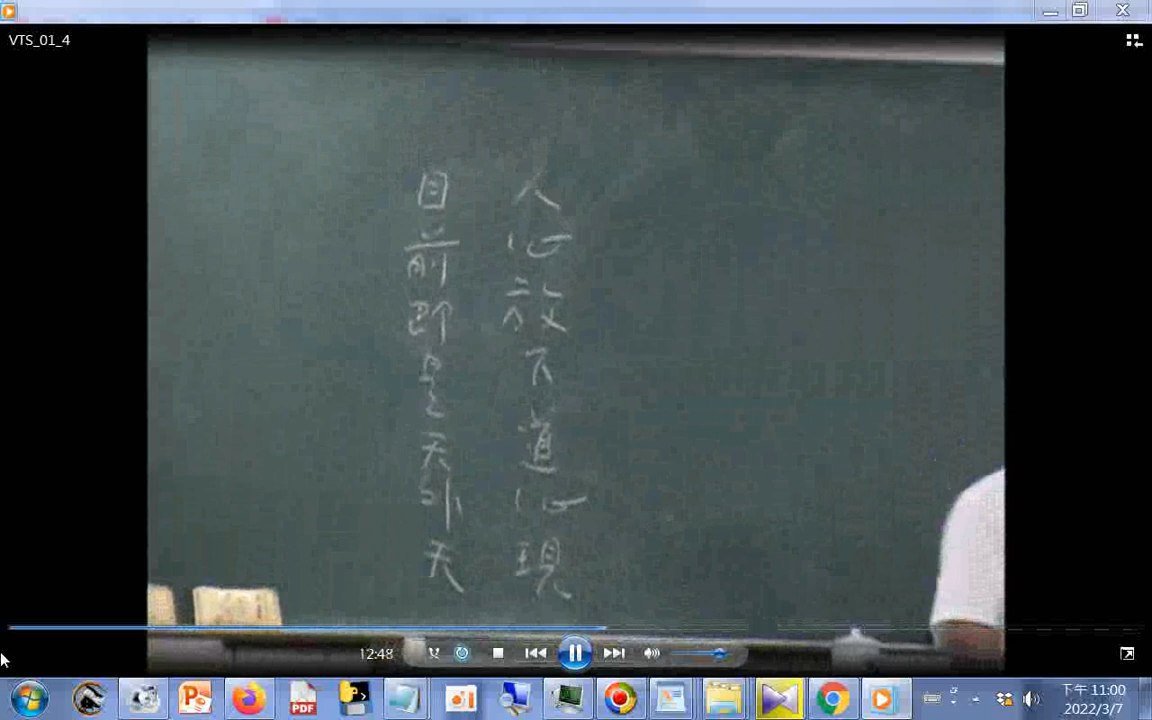 VTS_01_4
人心放下道心現
目前即是天外天
12:48
PDF
下午 11:00
2022/3/7